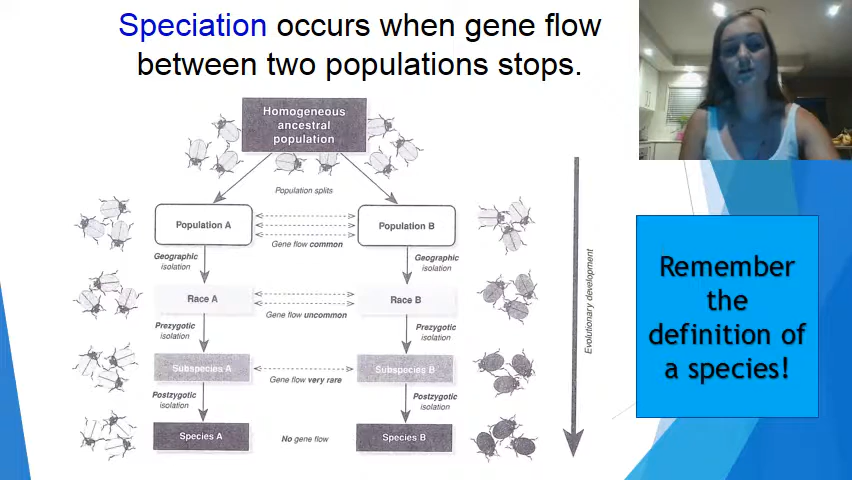 Speciation occurs when gene flow
between two populations stops.
Homogeneous
ancestral
population
Population splits
Population A
Population B
Gene flow common
Geographic
isolation
Geographic
isolation
Race A
Race B
Gene flow uncommon
Prezygotic
isolation
Prezygotic
isolation
Subspecies A
Subspecies B
Gene flow very rare
Postzygotic
isolation
Postzygotic
isolation
Species A
No gene flow
Species B
Evolutionary development
Remember
the
definition of
a species!